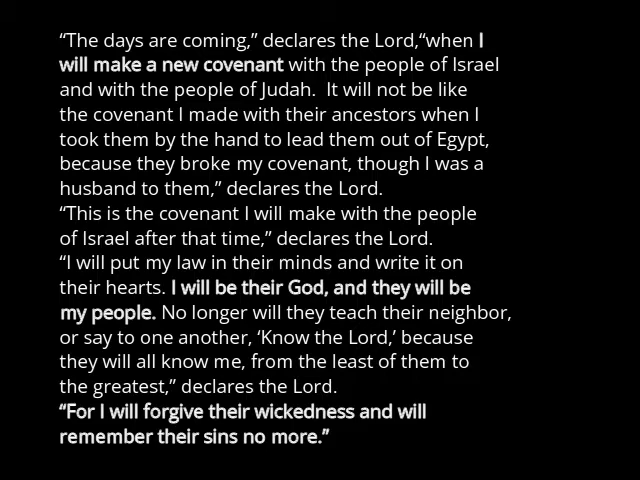 “The days are coming,” declares the Lord,“when I
will make a new covenant with the people of Israel
and with the people of Judah.  It will not be like
the covenant I made with their ancestors when I
took them by the hand to lead them out of Egypt,
because they broke my covenant, though I was a
husband to them,” declares the Lord.
“This is the covenant I will make with the people
of Israel after that time,” declares the Lord.
“I will put my law in their minds and write it on
their hearts. I will be their God, and they will be
my people. No longer will they teach their neighbor,
or say to one another, ‘Know the Lord,’ because
they will all know me, from the least of them to
the greatest,” declares the Lord.
“For I will forgive their wickedness and will
remember their sins no more.”